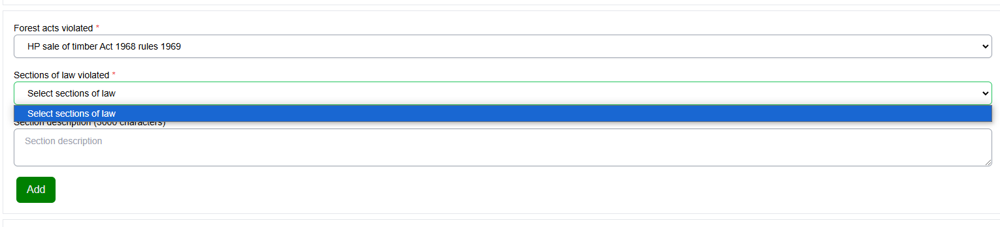 Forest acts violated *
HP sale of timber Act 1968 rules 1969
Sections of law violated *
Select sections of law
Select sections of law
Section description (3000 characters)
Section description
Add